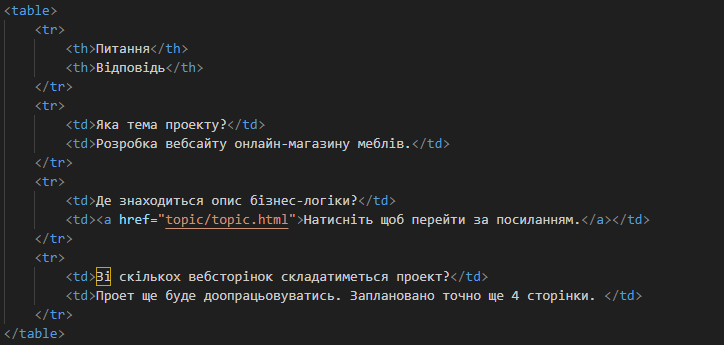 <table>
<tr>
<th>Питання</th>
<th>Відповідь</th>
</tr>
<tr>
<td>Яка тема проекту?</td>
<td>Розробка вебсайту онлайн-магазину меблів.</td>
</tr>
<tr>
<td>Де знаходиться опис бізнес-логіки?</td>
<td><a href="topic/topic.html">Натисніть щоб перейти за посиланням.</a></td>
</tr>
<tr>
<td>Зі скількох вебсторінок складатиметься проект?</td>
<td>Проет ще буде доопрацьовуватись. Заплановано точно ще 4 сторінки. </td>
</tr>
</table>